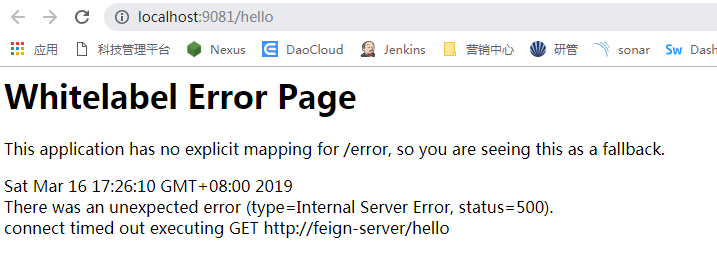 localhost:9081/hello
应用 科技管理平台 Nexus DaoCloud Jenkins 营销中心 研管 sonar Sw Dash
Whitelabel Error Page
This application has no explicit mapping for /error, so you are seeing this as a fallback.
Sat Mar 16 17:26:10 GMT+08:00 2019
There was an unexpected error (type=Internal Server Error, status=500).
connect timed out executing GET http://feign-server/hello